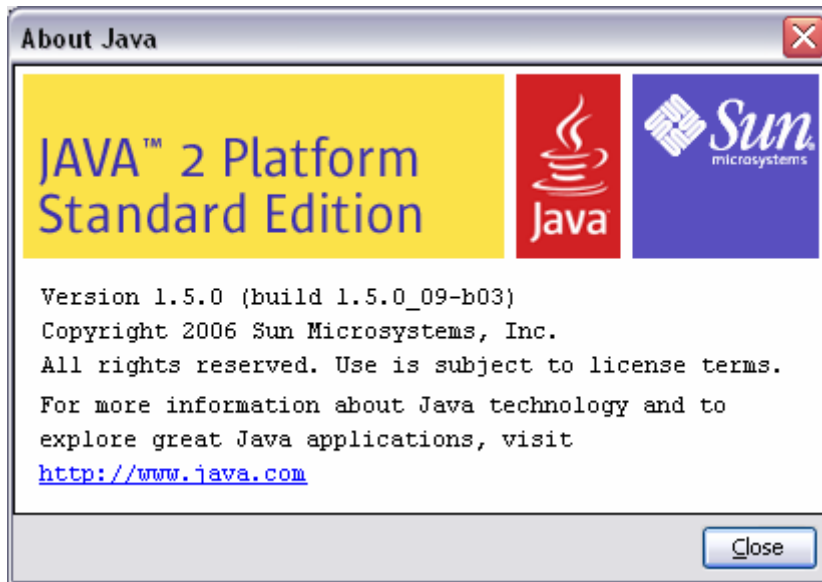 About Java
JAVA™ 2 Platform
Standard Edition
Java
Sun
microsystems
Version 1.5.0 (build 1.5.0_09-b03)
Copyright 2006 Sun Microsystems, Inc.
All rights reserved. Use is subject to license terms.
For more information about Java technology and to
explore great Java applications, visit
http://www.java.com
Close